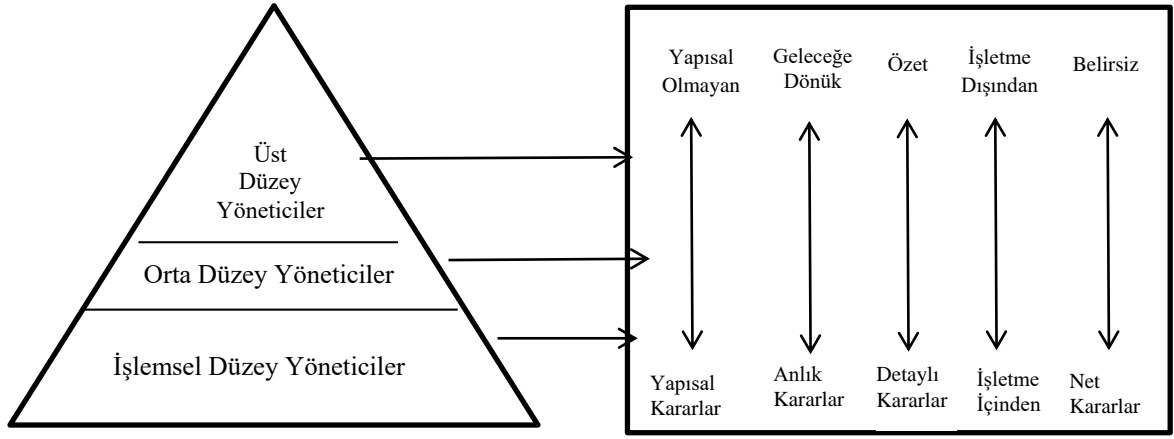 Üst
Düzey
Yöneticiler
Orta Düzey Yöneticiler
İşlemsel Düzey Yöneticiler
Yapısal
Olmayan
Geleceğe
Dönük
Özet
İşletme
Dışından
Belirsiz
Yapısal
Kararlar
Anlık
Kararlar
Detaylı
Kararlar
İşletme
İçinden
Net
Kararlar